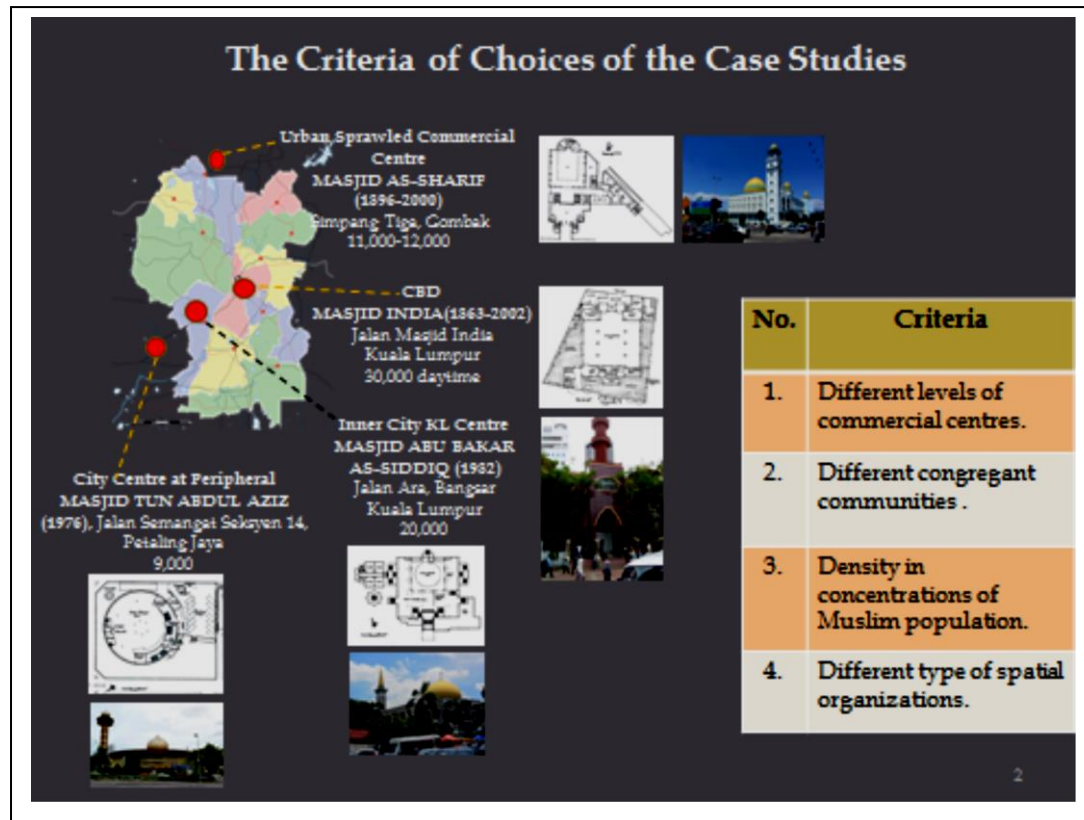 The Criteria of Choices of the Case Studies
Urban Sprawled Commercial
Centre
MASJID AS-SHARIF
(1896-2000)
Simpang Tiga, Gombak
11,000-12,000
CBD
MASJID INDIA(1863-2002)
Jalan Masjid India
Kuala Lumpur
30,000 daytime
Inner City KL Centre
MASJID ABU BAKAR
AS-SIDDIQ (1982)
Jalan Ara, Bangsar
Kuala Lumpur
20,000
City Centre at Peripheral
MASJID TUN ABDUL AZIZ
(1976), Jalan Semangat Seksyen 14,
Petaling Jaya
9,000
No. Criteria
1. Different levels of
commercial centres.
2. Different congregant
communities .
3. Density in
concentrations of
Muslim population.
4. Different type of spatial
organizations.
2